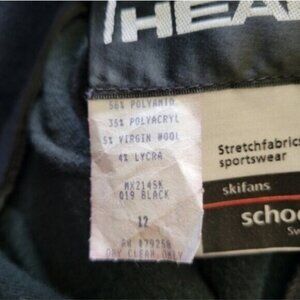 HEA
56% POLYAMID
35% POLYACRYL
5% VIRGIN WOOL
4% LYCRA
MX2145K
019 BLACK
12
DRY CLEAN ONLY
Stretchfabrics
sportswear
skifans
schoe